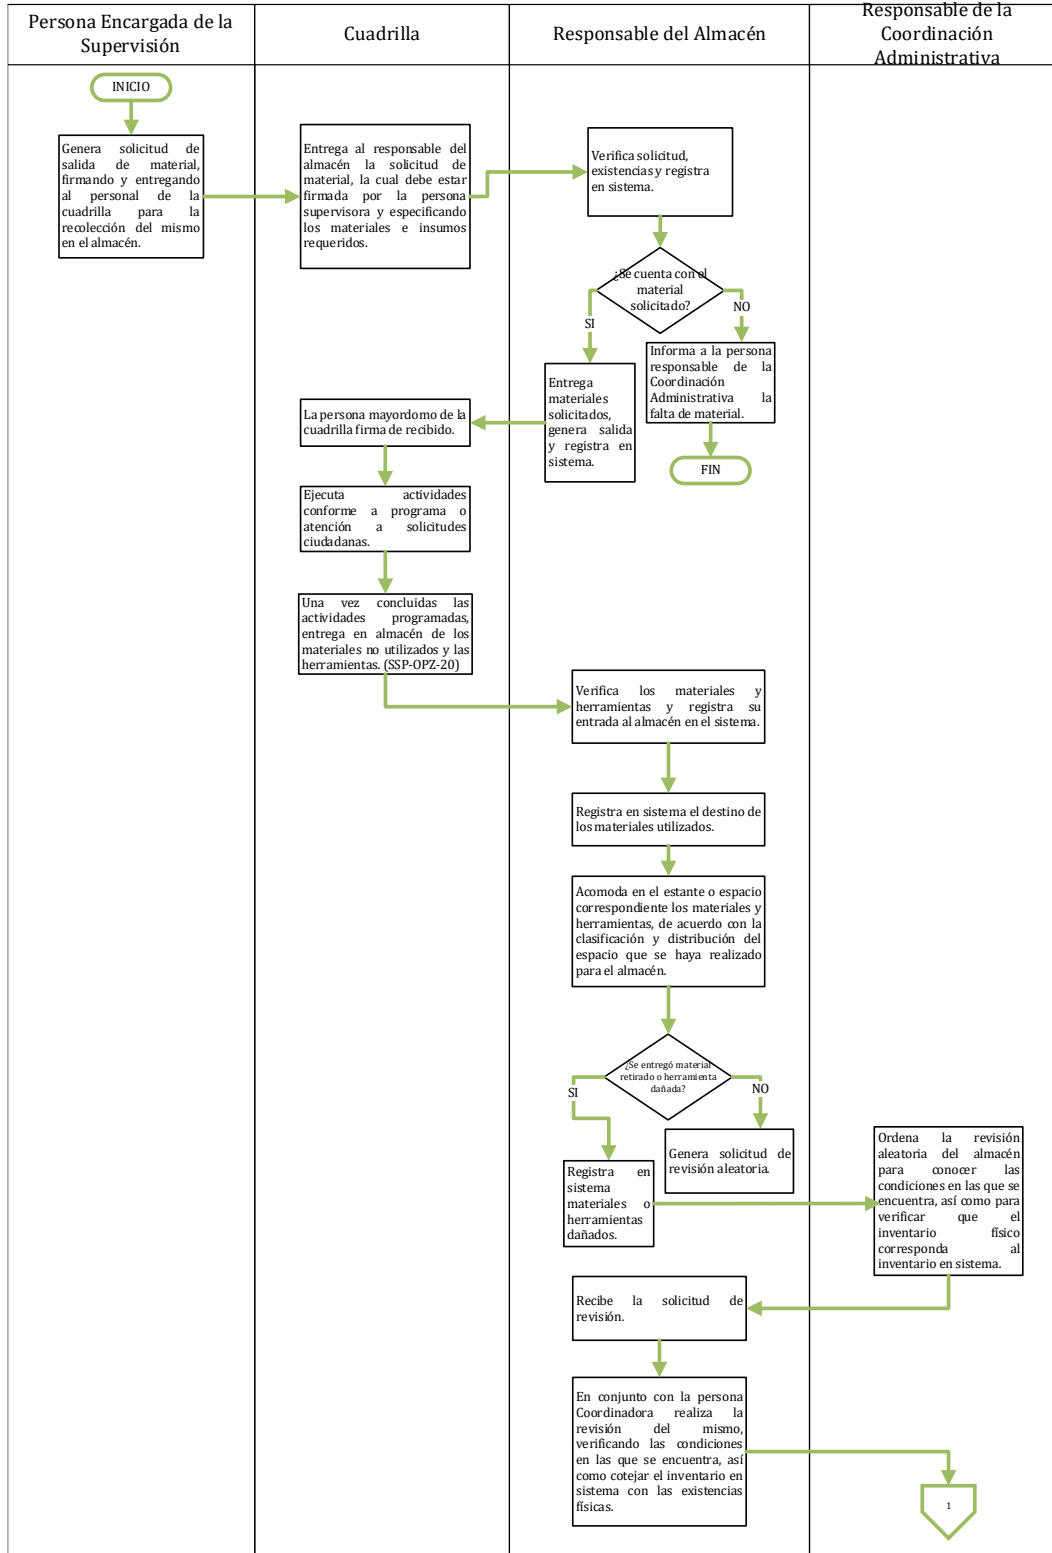 Persona Encargada de la
Supervisión
Cuadrilla
Responsable del Almacén
Responsable de la
Coordinación
Administrativa
INICIO
Genera solicitud de
salida de material,
firmando y entregando
al personal de la
cuadrilla para la
recolección del mismo
en el almacén.
Entrega al responsable del
almacén la solicitud de
material, la cual debe estar
firmada por la persona
supervisora y especificando
los materiales e insumos
requeridos.
Verifica solicitud,
existencias y registra
en sistema.
¿Se cuenta con el
material
solicitado?
SI
NO
Informa a la persona
responsable de la
Coordinación
Administrativa la
falta de material.
FIN
Entrega
materiales
solicitados,
genera salida
y registra en
sistema.
La persona mayordomo de la
cuadrilla firma de recibido.
Ejecuta actividades
conforme a programa o
atención a solicitudes
ciudadanas.
Una vez concluidas las
actividades programadas,
entrega en almacén de los
materiales no utilizados y las
herramientas. (SSP-OPZ-20)
Verifica los materiales y
herramientas y registra su
entrada al almacén en el sistema.
Registra en sistema el destino de
los materiales utilizados.
Acomoda en el estante o espacio
correspondiente los materiales y
herramientas, de acuerdo con la
clasificación y distribución del
espacio que se haya realizado
para el almacén.
¿Se entregó material
retirado o herramienta
dañada?
SI
NO
Genera solicitud de
revisión aleatoria.
Registra en
sistema
materiales o
herramientas
dañados.
Ordena la revisión
aleatoria del almacén
para conocer las
condiciones en las que se
encuentra, así como para
verificar que el
inventario físico
corresponda al
inventario en sistema.
Recibe la solicitud de
revisión.
En conjunto con la persona
Coordinadora realiza la
revisión del mismo,
verificando las condiciones
en las que se encuentra, así
como cotejar el inventario en
sistema con las existencias
físicas.
1